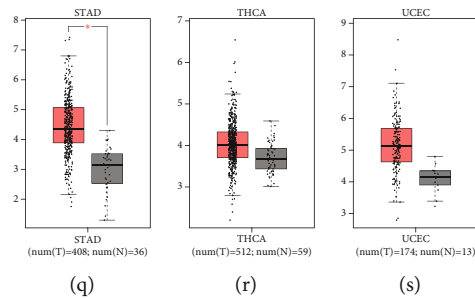 STAD
*
8
7
6
5
4
3
2
STAD
(num(T)=408; num(N)=36)
(q)
THCA
7
6
5
4
3
THCA
(num(T)=512; num(N)=59)
(r)
UCEC
9
8
7
6
5
4
3
UCEC
(num(T)=174; num(N)=13)
(s)